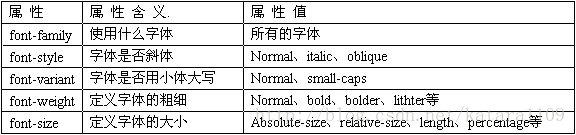 属 性 属 性 含 义. 属 性 值
font-family 使用什么字体 所有的字体
font-style 字体是否斜体 Normal、italic、oblique
font-variant 字体是否用小体大写 Normal、small-caps
font-weight 定义字体的粗细 Normal、bold、bolder、lithter等
font-size 定义字体的大小 Absolute-size、relative-size、length、percentage等